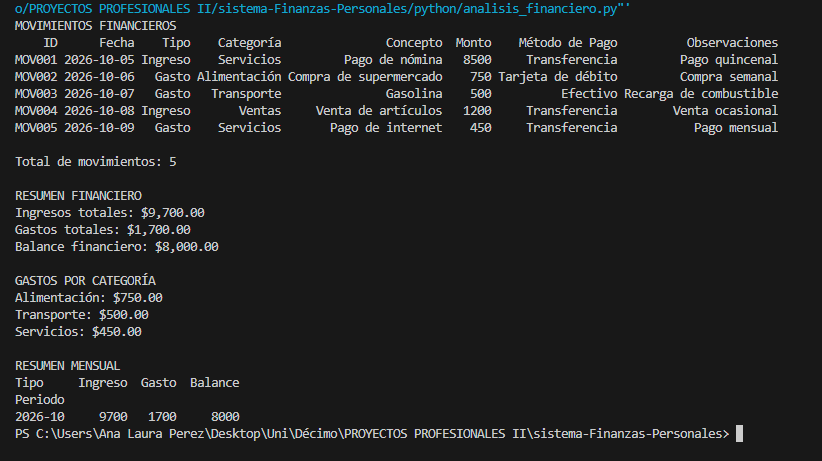 o/PROYECTOS PROFESIONALES II/sistema-Finanzas-Personales/python/analisis_financiero.py"'
MOVIMIENTOS FINANCIEROS
ID Fecha Tipo Categoría Concepto Monto Método de Pago Observaciones
MOV001 2026-10-05 Ingreso Servicios Pago de nómina 8500 Transferencia Pago quincenal
MOV002 2026-10-06 Gasto Alimentación Compra de supermercado 750 Tarjeta de débito Compra semanal
MOV003 2026-10-07 Gasto Transporte Gasolina 500 Efectivo Recarga de combustible
MOV004 2026-10-08 Ingreso Ventas Venta de artículos 1200 Transferencia Venta ocasional
MOV005 2026-10-09 Gasto Servicios Pago de internet 450 Transferencia Pago mensual
Total de movimientos: 5
RESUMEN FINANCIERO
Ingresos totales: $9,700.00
Gastos totales: $1,700.00
Balance financiero: $8,000.00
GASTOS POR CATEGORÍA
Alimentación: $750.00
Transporte: $500.00
Servicios: $450.00
RESUMEN MENSUAL
Tipo Ingreso Gasto Balance
Periodo
2026-10 9700 1700 8000
PS C:\Users\Ana Laura Perez\Desktop\Uni\Décimo\PROYECTOS PROFESIONALES II\sistema-Finanzas-Personales>